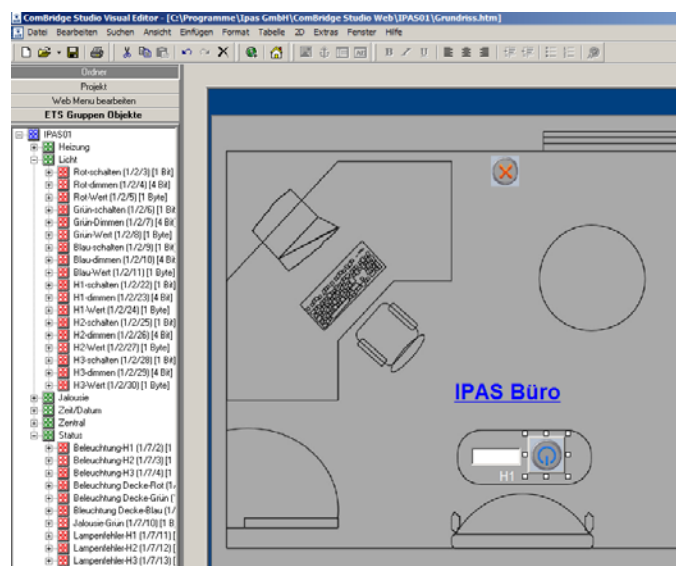 ComBridge Studio Visual Editor - [C:\Programme\Ipas GmbH\ComBridge Studio Web\IPAS01\Grundriss.htm]
Datei Bearbeiten Suchen Ansicht Einfügen Format Tabelle 2D Extras Fenster Hilfe
B I U
Ordner
Projekt
Web Menu bearbeiten
ETS Gruppen Objekte
IPAS01
Heizung
Licht
Rot-schalten (1/2/3) [1 Bit]
Rot-dimmen (1/2/4) [4 Bit]
Rot-Wert (1/2/5) [1 Byte]
Grün-schalten (1/2/6) [1 Bit
Grün-Dimmen (1/2/7) [4 Bit]
Grün-Wert (1/2/8) [1 Byte]
Blau-schalten (1/2/9) [1 Bit]
Blau-dimmen (1/2/10) [4 Bit]
Blau-Wert (1/2/11) [1 Byte]
H1-schalten (1/2/22) [1 Bit]
H1-dimmen (1/2/23) [4 Bit]
H1-Wert (1/2/24) [1 Byte]
H2-schalten (1/2/25) [1 Bit]
H2-dimmen (1/2/26) [4 Bit]
H2-Wert (1/2/27) [1 Byte]
H3-schalten (1/2/28) [1 Bit]
H3-dimmen (1/2/29) [4 Bit]
H3-Wert (1/2/30) [1 Byte]
Jalousie
Zeit/Datum
Zentral
Status
Beleuchtung-H1 (1/7/2) [1
Beleuchtung-H2 (1/7/3) [1
Beleuchtung-H3 (1/7/4) [1
Beleuchtung Decke-Rot (1/
Beleuchtung Decke-Grün (
Bleuchtung Decke-Blau (1/
Jalousie-Grün (1/7/10) [1 B
Lampenfehler-H1 (1/7/11) [
Lampenfehler-H2 (1/7/12) [
Lampenfehler-H3 (1/7/13) [
IPAS Büro
H1